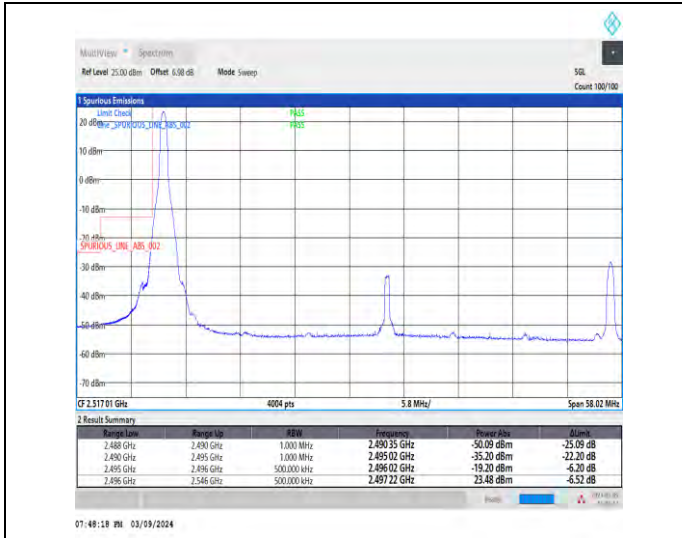 MultiView Spectrum
Ref Level 25.00 dBm Offset 6.98 dB Mode Sweep SGL
Count 100/100
1 Spurious Emissions
Limit Check PASS
20 dBm Line _SPURIOUS_LINE_ABS_002 PASS
10 dBm
0 dBm
-10 dBm
-20 dBm
SPURIOUS_LINE_ABS_002
-30 dBm
-40 dBm
-50 dBm
-60 dBm
-70 dBm
CF 2.517 01 GHz 4004 pts 5.8 MHz/ Span 58.02 MHz
2 Result Summary
Range Low Range Up RBW Frequency Power Abs ΔLimit
2.488 GHz 2.490 GHz 1.000 MHz 2.490 35 GHz -50.09 dBm -25.09 dB
2.490 GHz 2.495 GHz 1.000 MHz 2.495 02 GHz -35.20 dBm -22.20 dB
2.495 GHz 2.496 GHz 500.000 kHz 2.496 02 GHz -19.20 dBm -6.20 dB
2.496 GHz 2.546 GHz 500.000 kHz 2.497 22 GHz 23.48 dBm -6.52 dB
07:48:18 PM 03/09/2024